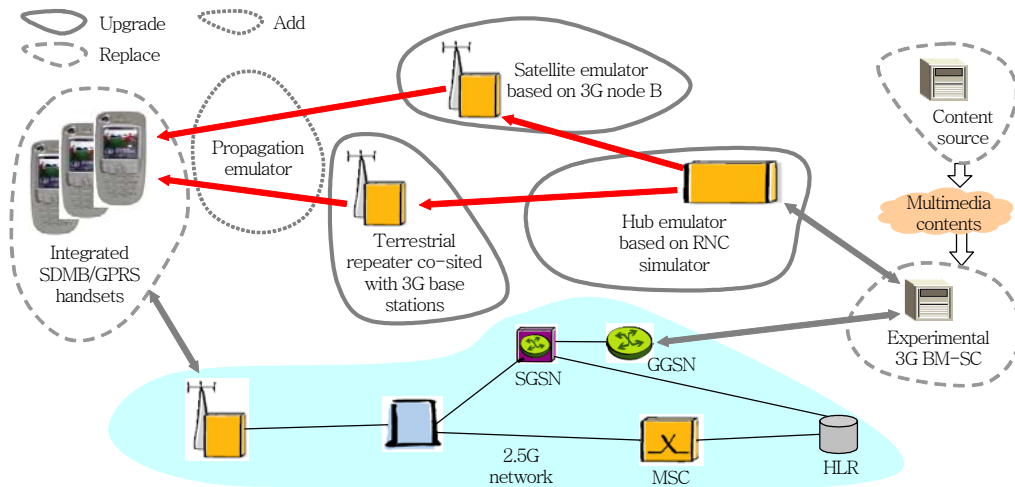 Upgrade
Add
Replace
Satellite emulator
based on 3G node B
Content
source
Propagation
emulator
Multimedia
contents
Hub emulator
based on RNC
simulator
Terrestrial
repeater co-sited
with 3G base
stations
Integrated
SDMB/GPRS
handsets
Experimental
3G BM-SC
SGSN
GGSN
2.5G
network
MSC
HLR